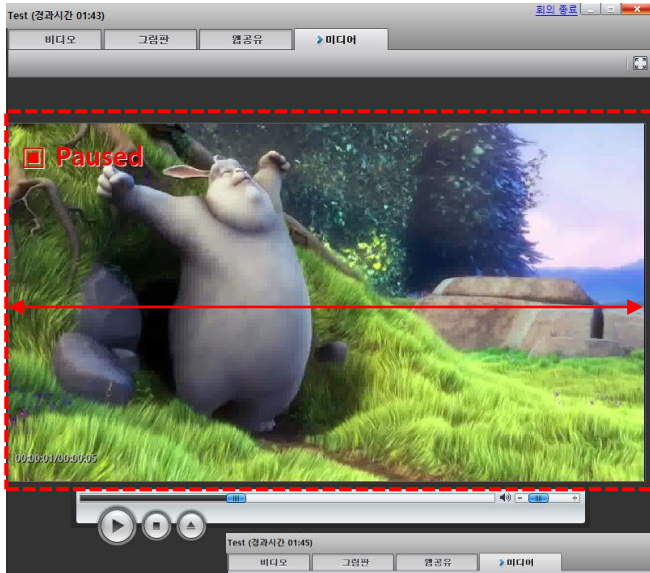 Test (경과시간 01:43)
회의 종료
비디오 그림판 웹공유 미디어
Paused
00:00:01/00:00:05
Test (경과시간 01:45)
비디오 그림판 웹공유 미디어